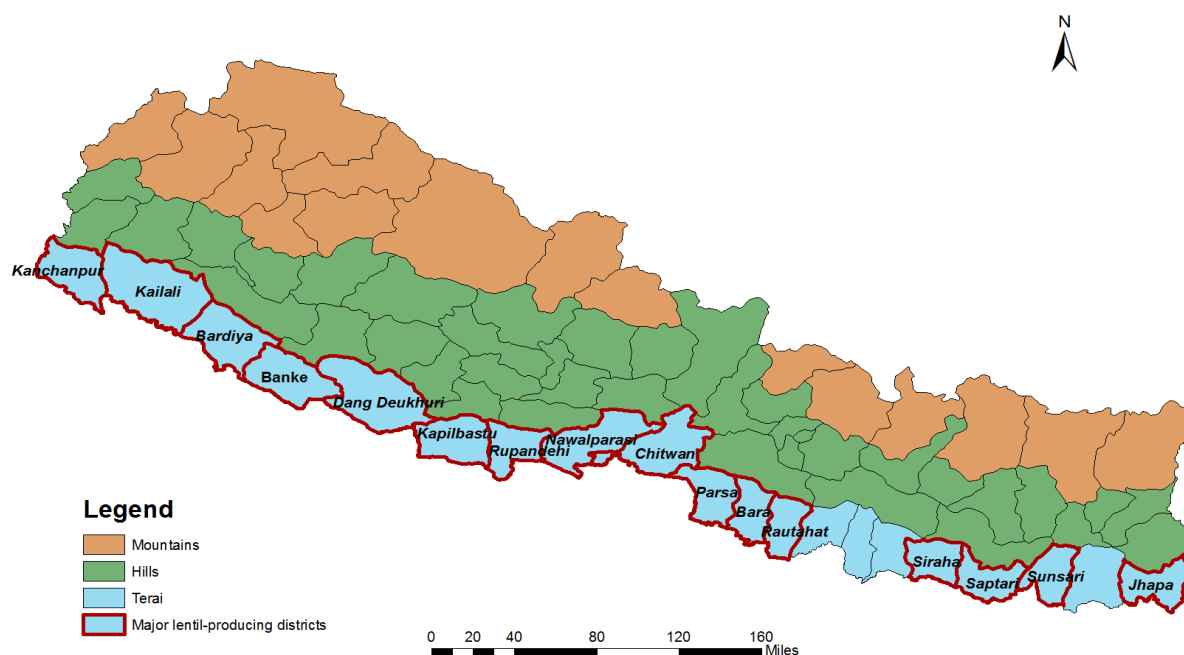 N
Kanchanpur
Kailali
Bardiya
Banke
Dang Deukhuri
Kapilbastu
Rupandehi
Nawalparasi
Chitwan
Parsa
Bara
Rautahat
Siraha
Saptari
Sunsari
Jhapa
Legend
Mountains
Hills
Terai
Major lentil-producing districts
0 20 40 80 120 160
Miles